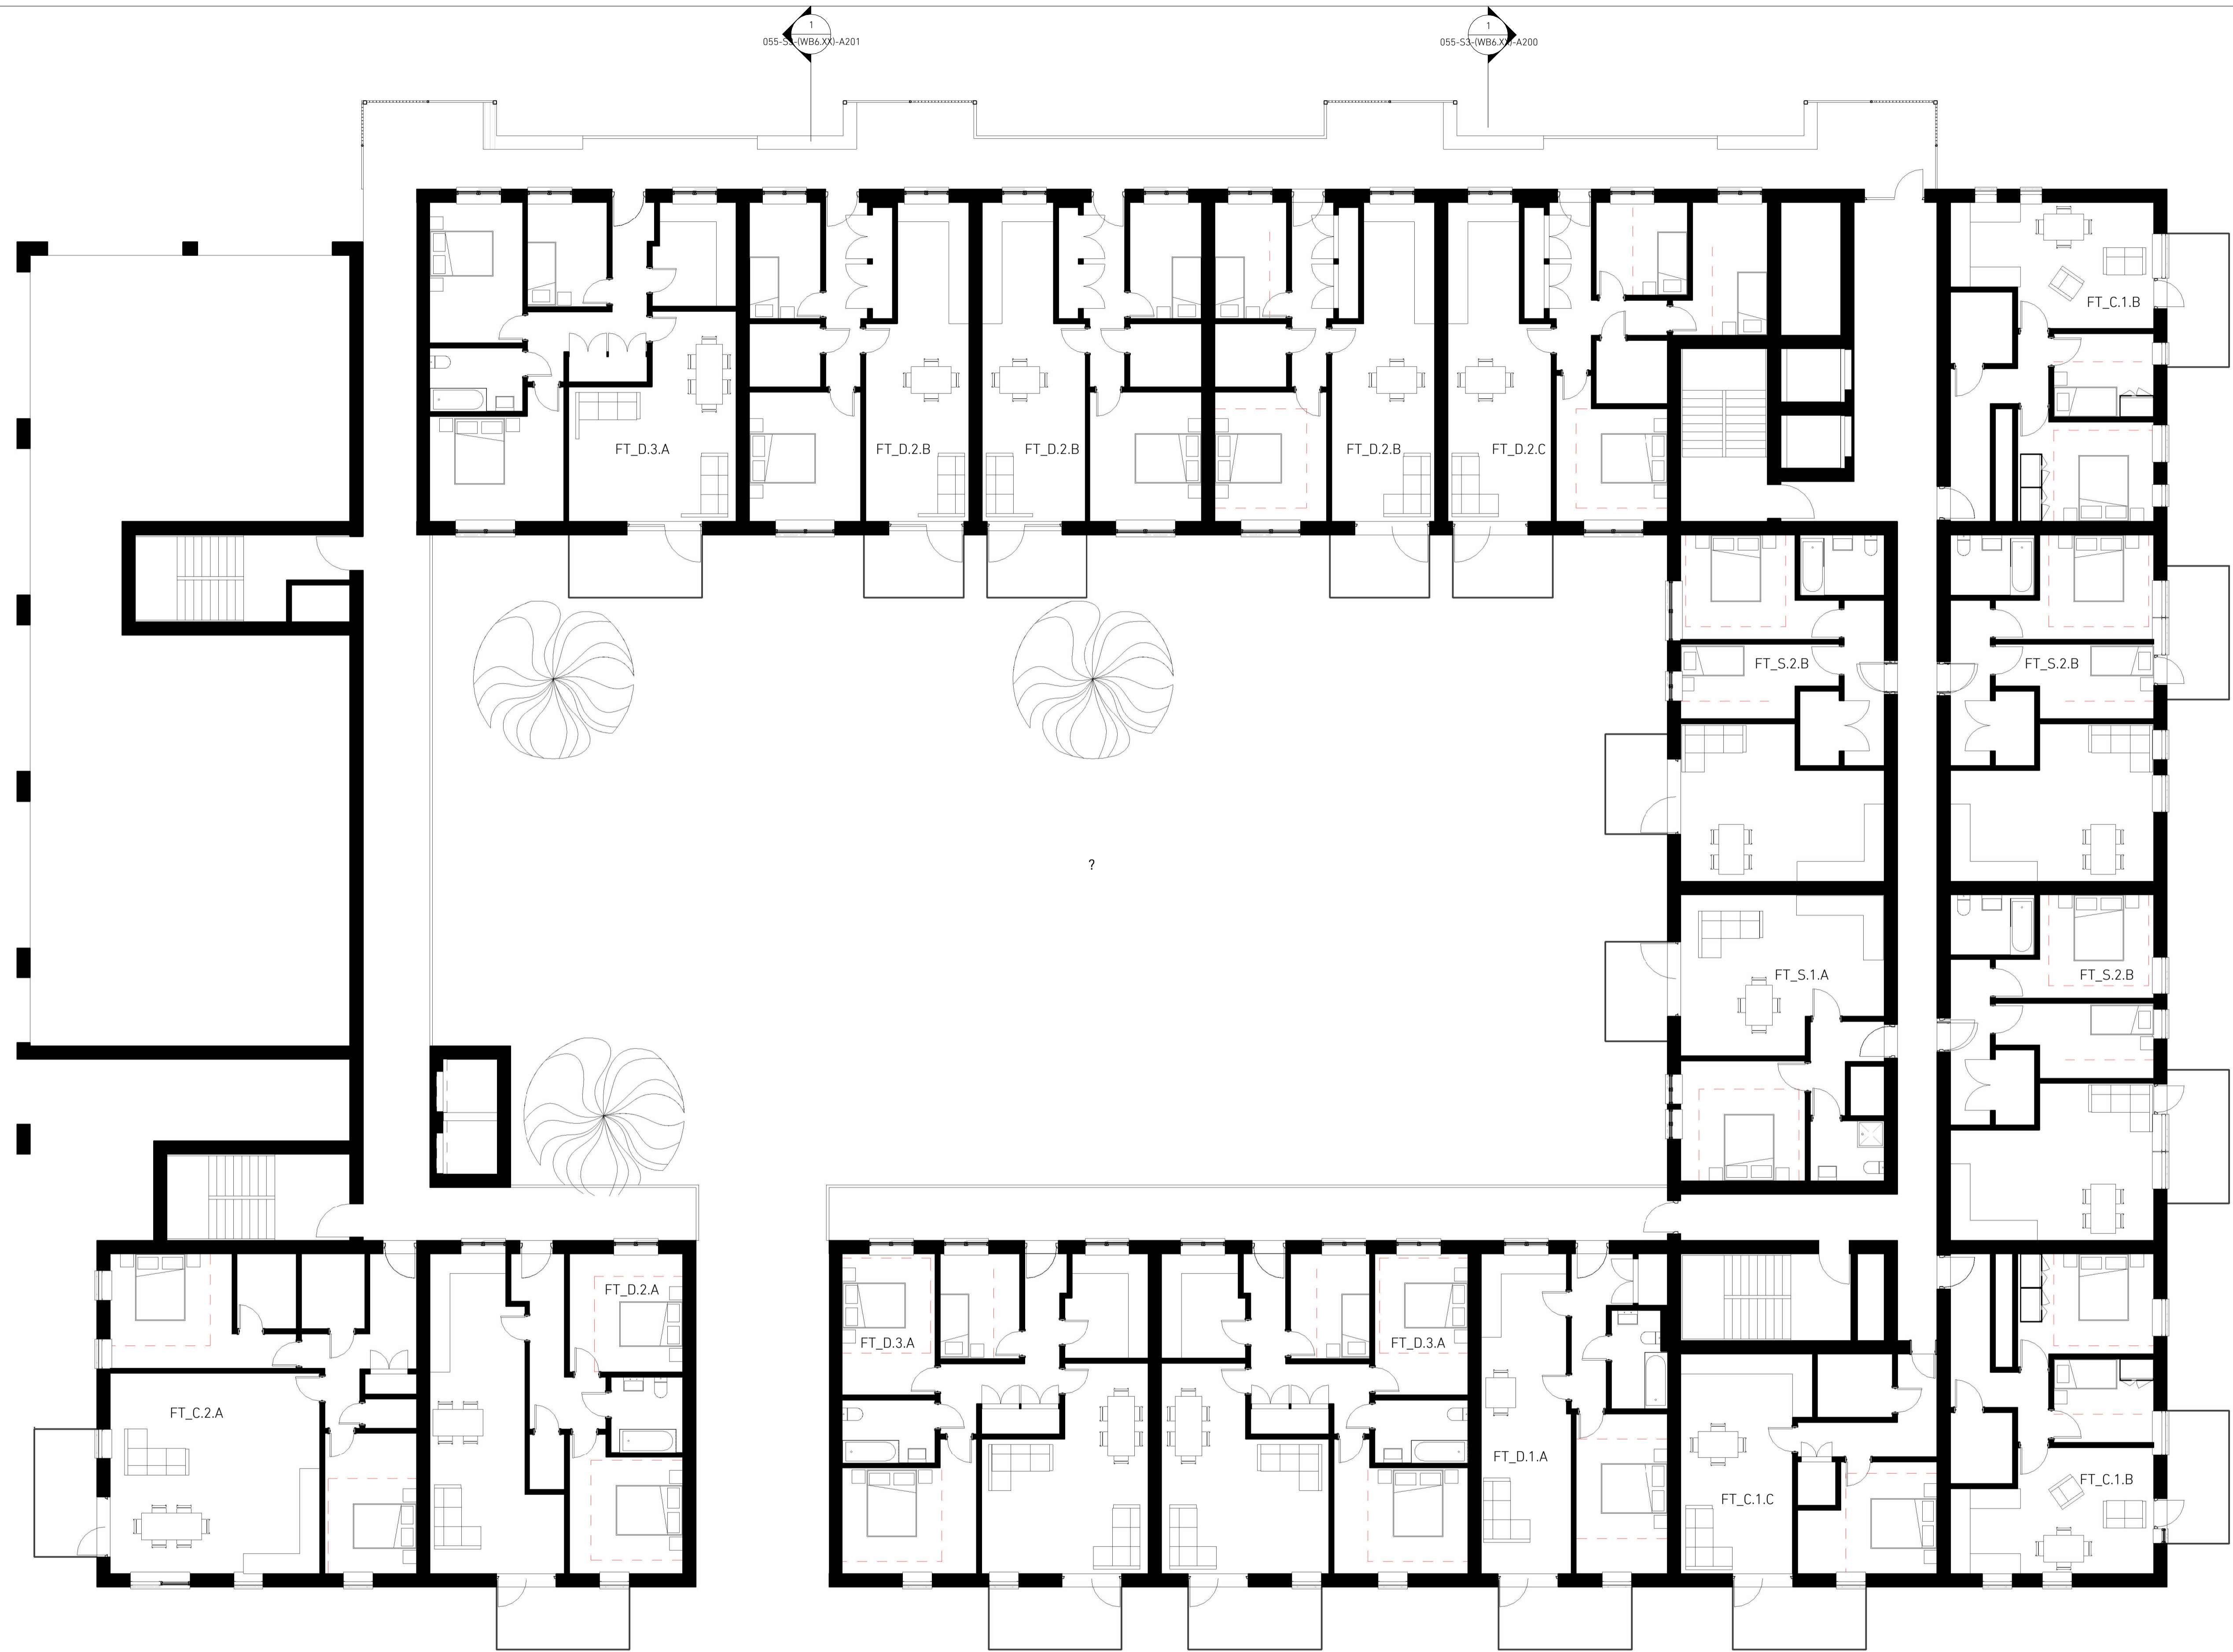 1
055-S3-(WB6.XX)-A201
1
055-S3-(WB6.XX)-A200
FT_C.1.B
FT_D.3.A
FT_D.2.B
FT_D.2.B
FT_D.2.B
FT_D.2.C
FT_S.2.B
FT_S.2.B
?
FT_S.1.A
FT_S.2.B
FT_D.2.A
FT_D.3.A
FT_D.3.A
FT_C.2.A
FT_D.1.A
FT_C.1.C
FT_C.1.B